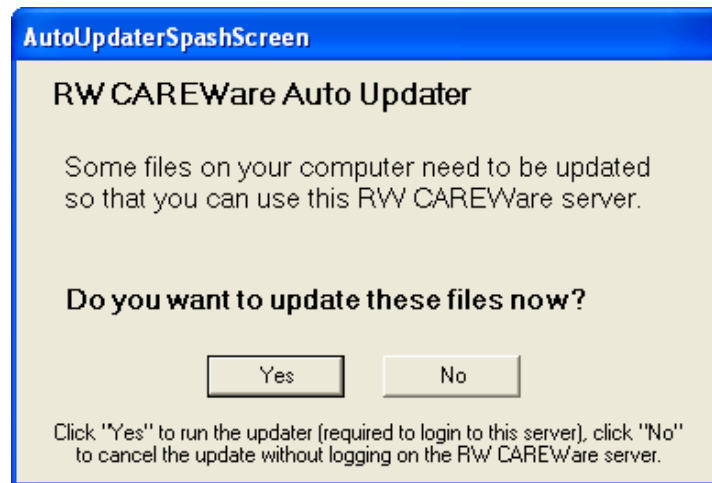 AutoUpdaterSpashScreen
RW CAREWare Auto Updater
Some files on your computer need to be updated
so that you can use this RW CAREWare server.
Do you want to update these files now?
Yes No
Click "Yes" to run the updater (required to login to this server), click "No"
to cancel the update without logging on the RW CAREWare server.